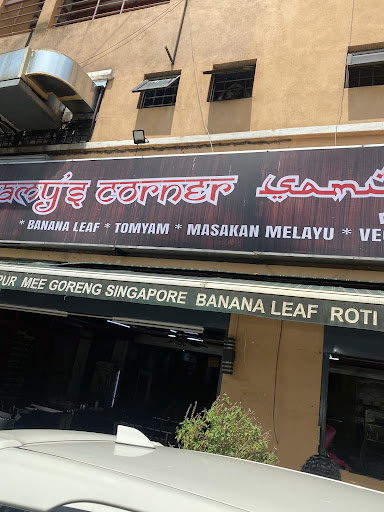 CORNER
* BANANA LEAF * TOMYAM * MASAKAN MELAYU *
MEE GORENG SINGAPORE BANANA LEAF ROTI